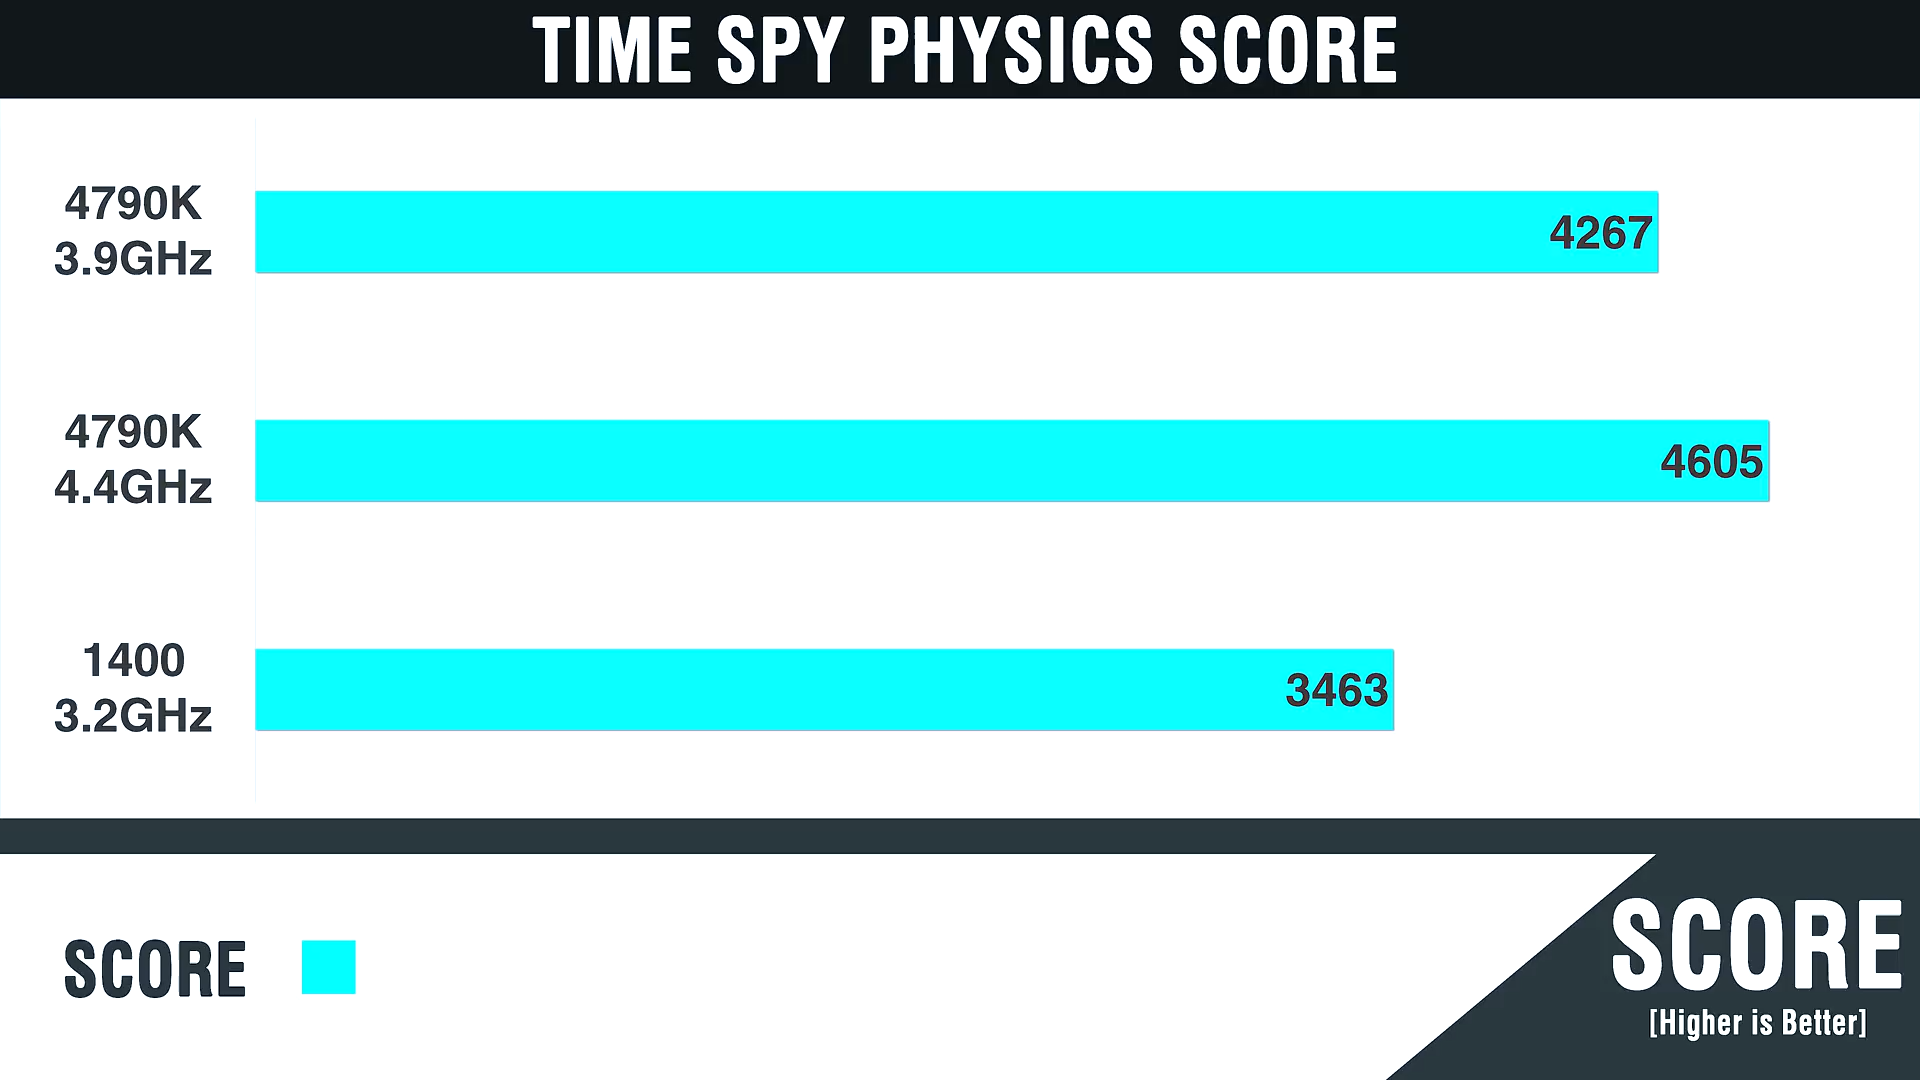 TIME SPY PHYSICS SCORE
4790K
3.9GHz
4267
4790K
4.4GHz
4605
1400
3.2GHz
3463
SCORE
SCORE
[Higher is Better]